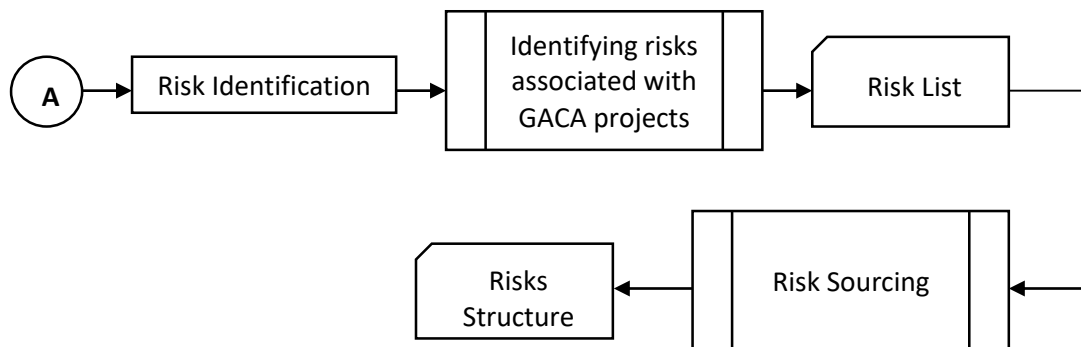 A
Risk Identification
Identifying risks
associated with
GACA projects
Risk List
Risk Sourcing
Risks
Structure